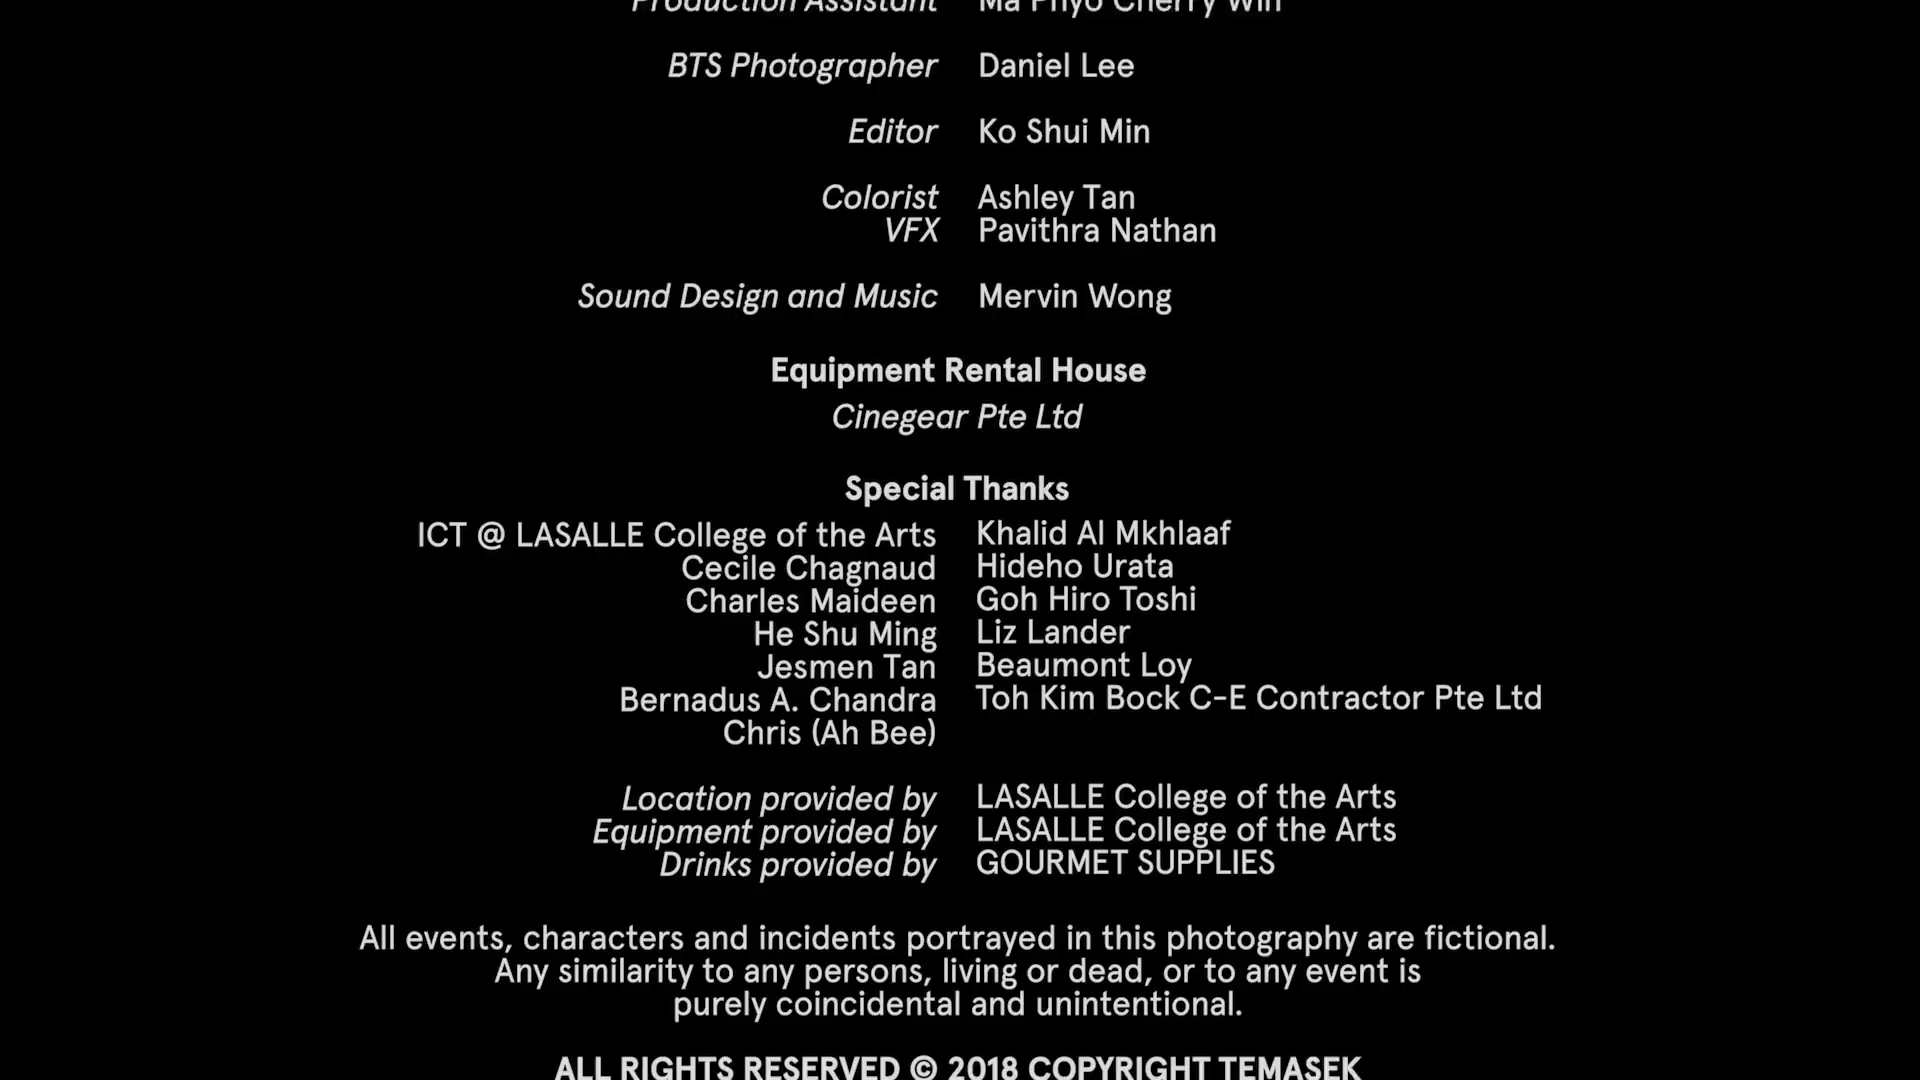 Production Assistant Ma Phyo Cherry Win
BTS Photographer Daniel Lee
Editor Ko Shui Min
Colorist Ashley Tan
VFX Pavithra Nathan
Sound Design and Music Mervin Wong
Equipment Rental House
Cinegear Pte Ltd
Special Thanks
ICT @ LASALLE College of the Arts Khalid Al Mkhlaaf
Cecile Chagnaud Hideho Urata
Charles Maideen Goh Hiro Toshi
He Shu Ming Liz Lander
Jesmen Tan Beaumont Loy
Bernadus A. Chandra Toh Kim Bock C-E Contractor Pte Ltd
Chris (Ah Bee)
Location provided by LASALLE College of the Arts
Equipment provided by LASALLE College of the Arts
Drinks provided by GOURMET SUPPLIES
All events, characters and incidents portrayed in this photography are fictional.
Any similarity to any persons, living or dead, or to any event is
purely coincidental and unintentional.
ALL RIGHTS RESERVED © 2018 COPYRIGHT TEMASEK